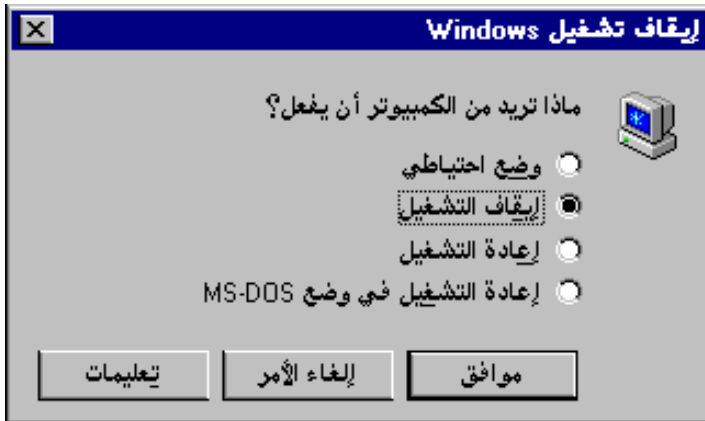 إيقاف تشغيل Windows
ماذا تريد من الكمبيوتر أن يفعل؟
وضع احتياطي
إيقاف التشغيل
إعادة التشغيل
إعادة التشغيل في وضع MS-DOS
موافق
إلغاء الأمر
تعليمات